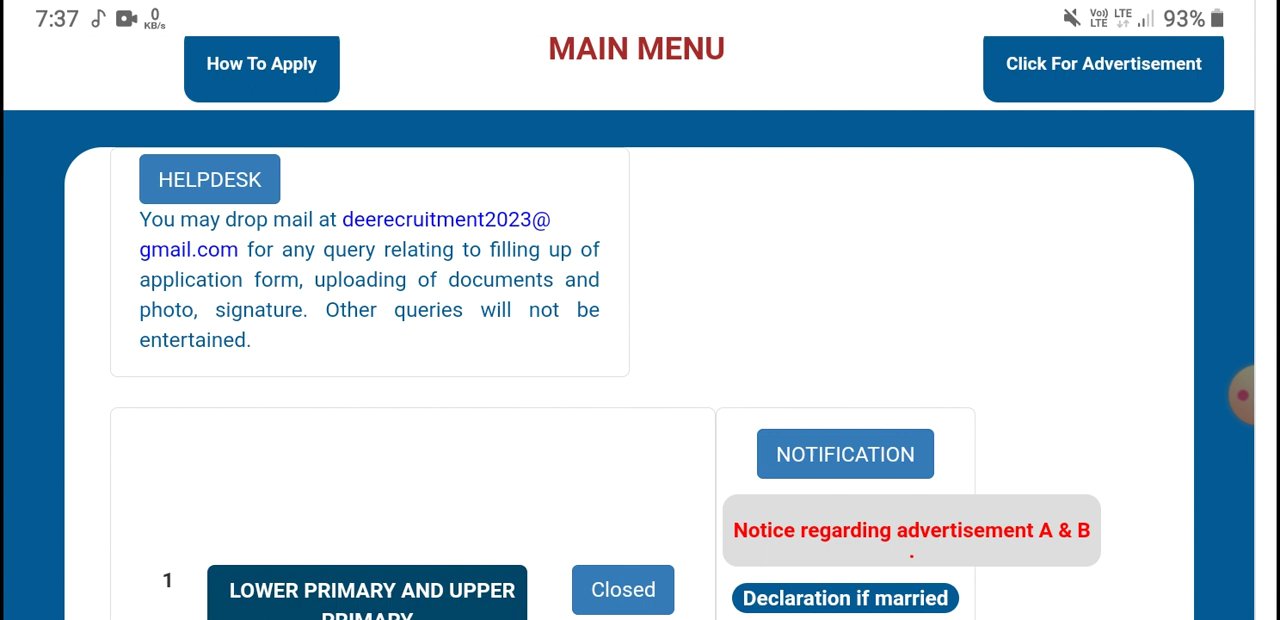 7:37 0 KB/s Vo) LTE LTE 93%
How To Apply
MAIN MENU
Click For Advertisement
HELPDESK
You may drop mail at deerecruitment2023@
gmail.com for any query relating to filling up of
application form, uploading of documents and
photo, signature. Other queries will not be
entertained.
NOTIFICATION
Notice regarding advertisement A & B
.
1
LOWER PRIMARY AND UPPER
PRIMARY
Closed
Declaration if married